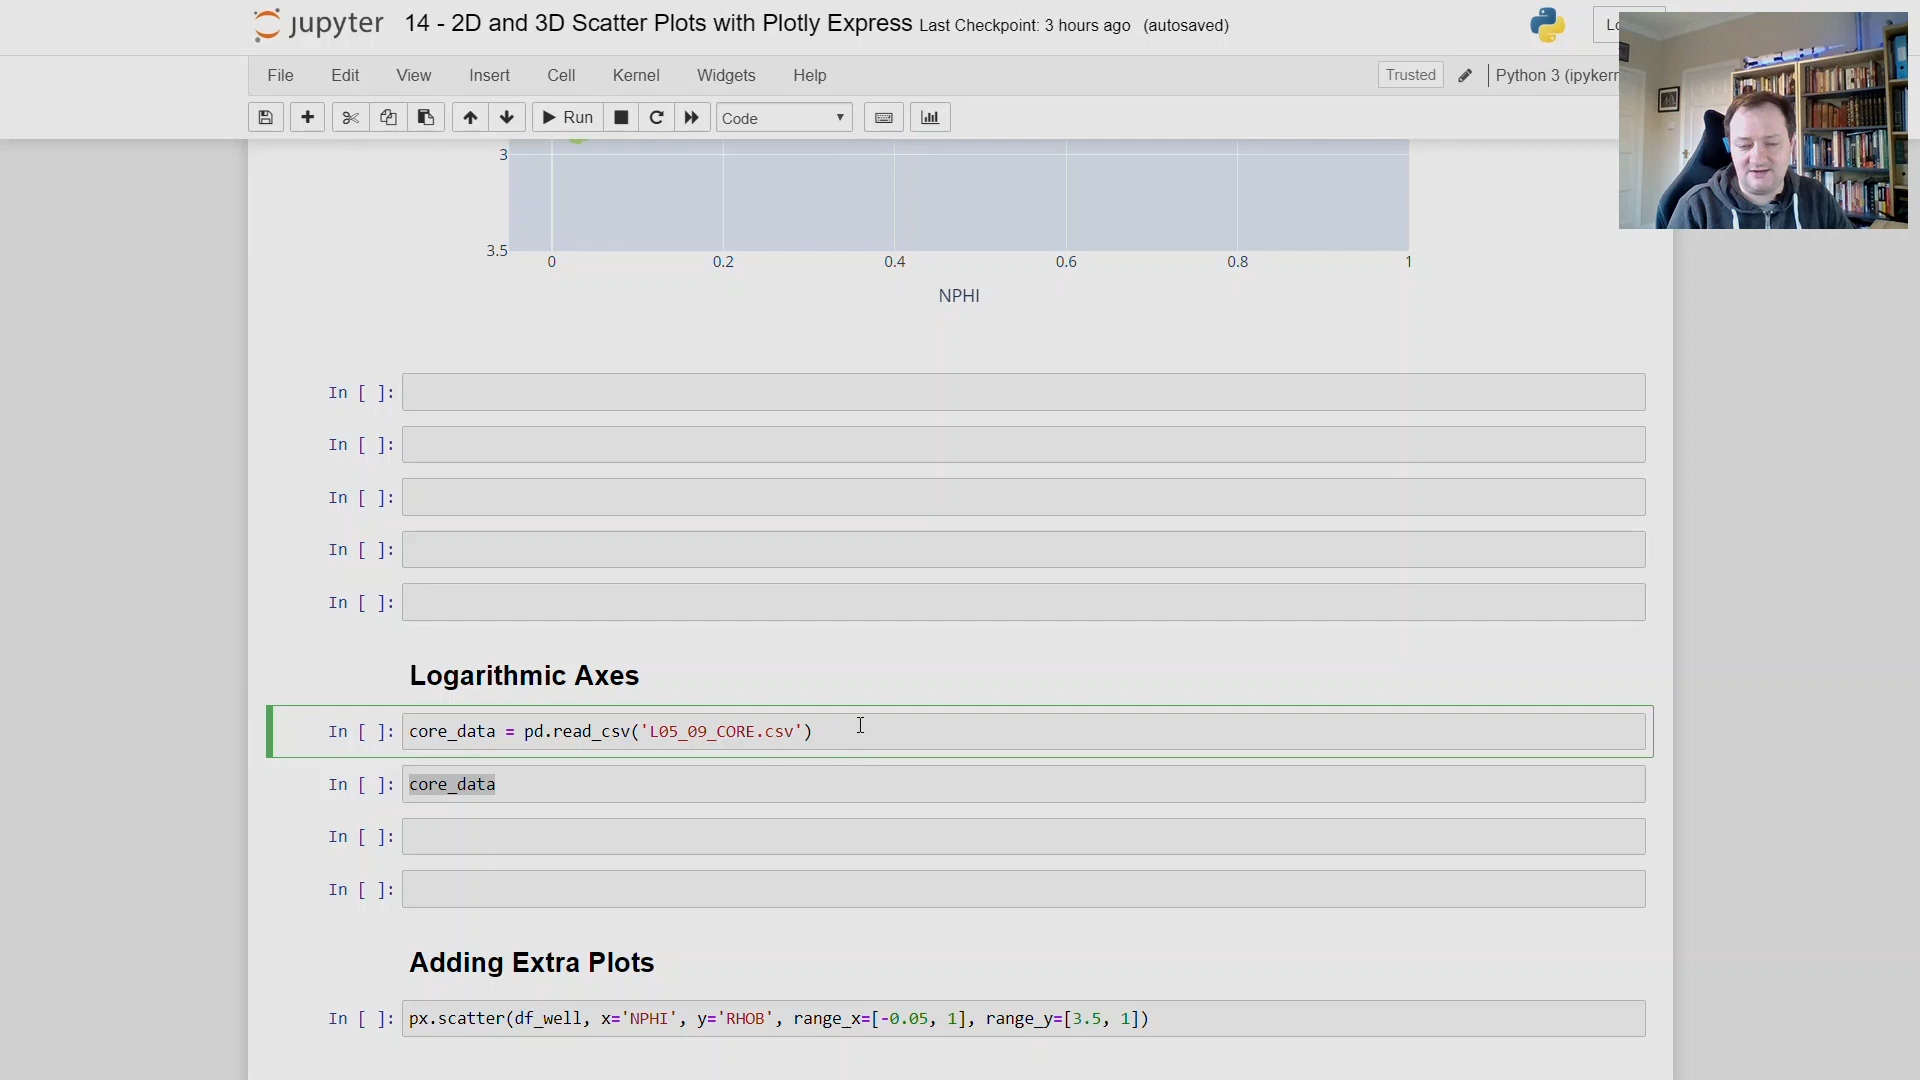 jupyter 14 - 2D and 3D Scatter Plots with Plotly Express Last Checkpoint: 3 hours ago (autosaved)
File Edit View Insert Cell Kernel Widgets Help Trusted Python 3 (ipykern
Run Code
3
3.5
0 0.2 0.4 0.6 0.8 1
NPHI
In [ ]:
In [ ]:
In [ ]:
In [ ]:
In [ ]:
Logarithmic Axes
In [ ]: core_data = pd.read_csv('L05_09_CORE.csv')
In [ ]: core_data
In [ ]:
In [ ]:
Adding Extra Plots
In [ ]: px.scatter(df_well, x='NPHI', y='RHOB', range_x=[-0.05, 1], range_y=[3.5, 1])